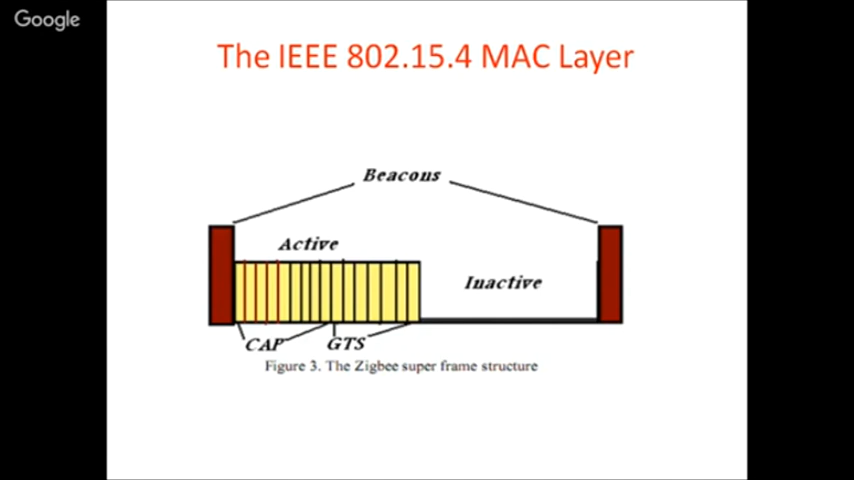 Google
The IEEE 802.15.4 MAC Layer
Beacons
Active
Inactive
CAP
GTS
Figure 3. The Zigbee super frame structure